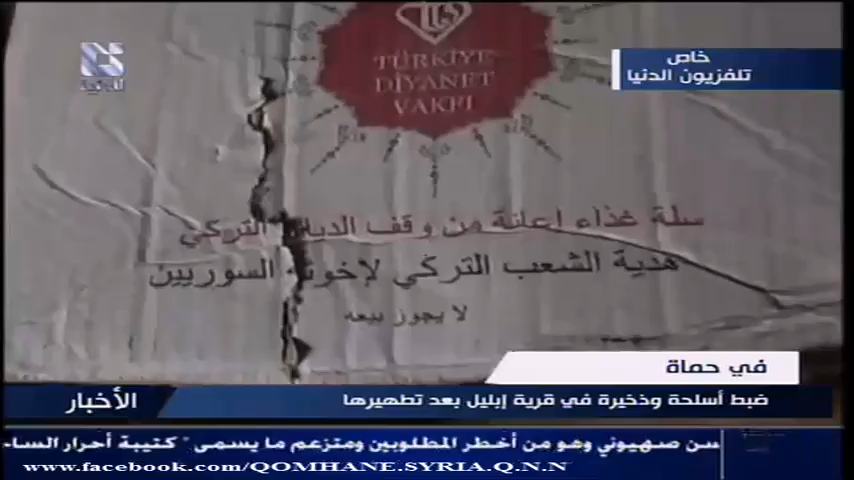 TÜRKİYE
DİYANET
VAKFI
خاص
تلفزيون الدنيا
سلة غذاء إعانة من وقف الديانة التركي
هدية الشعب التركي لإخوته السوريين
لا يجوز بيعه
في حماة
الأخبار
ضبط أسلحة وذخيرة في قرية إبليل بعد تطهيرها
سن صهيوني وهو من أخطر المطلوبين ومتزعم ما يسمى " كتيبة أحرار الساح
www.facebook.com/QOMHANE.SYRIA.Q.N.N